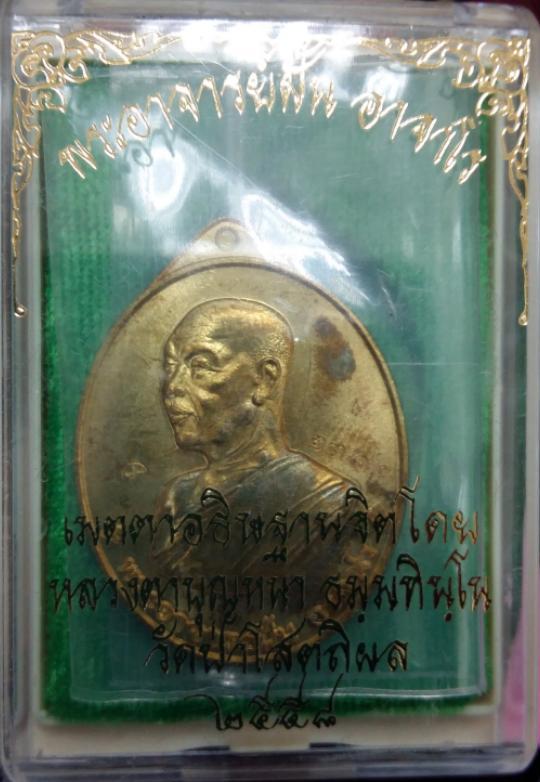 พระอาจารย์ฝั้น อาจาโร
เมตตาอธิษฐานจิตโดย
หลวงตาบุญหนา ธมฺมทินฺโน
วัดป่าโสตฺถิผล
๒๕๕๘